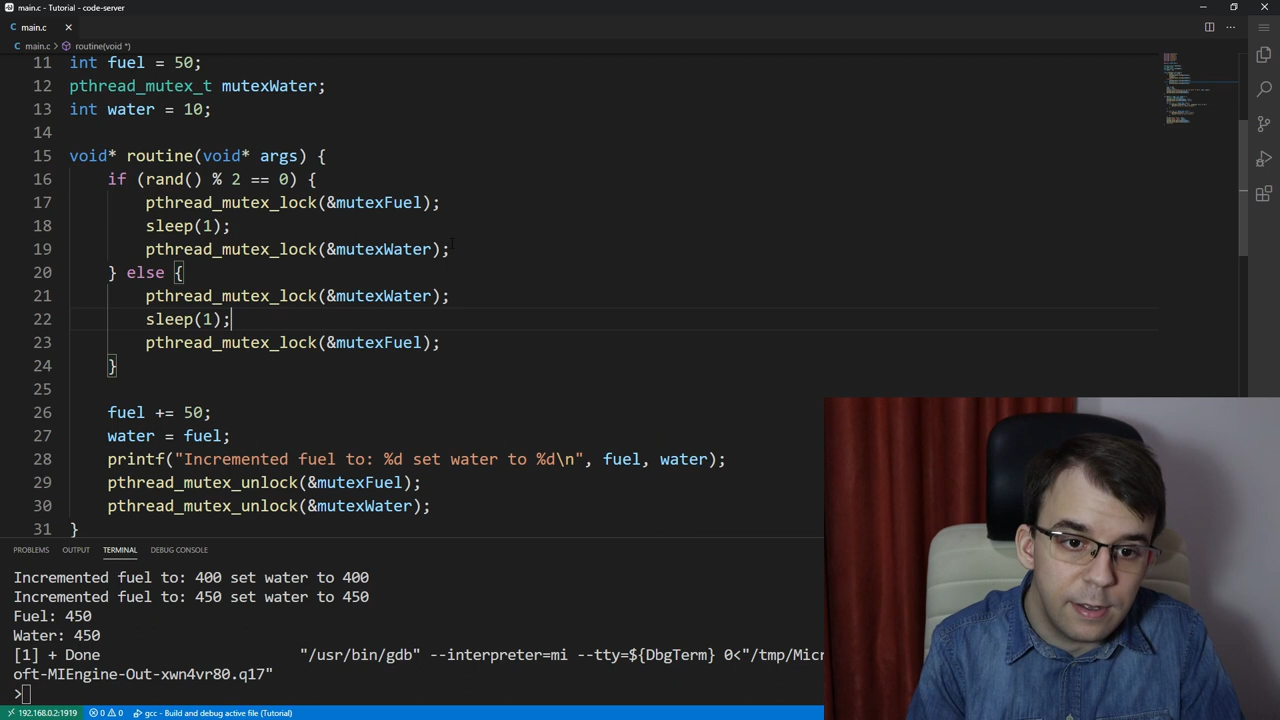 main.c - Tutorial - code-server
main.c
main.c > routine(void *)
11 int fuel = 50;
12 pthread_mutex_t mutexWater;
13 int water = 10;
14
15 void* routine(void* args) {
16 if (rand() % 2 == 0) {
17 pthread_mutex_lock(&mutexFuel);
18 sleep(1);
19 pthread_mutex_lock(&mutexWater);
20 } else {
21 pthread_mutex_lock(&mutexWater);
22 sleep(1);
23 pthread_mutex_lock(&mutexFuel);
24 }
25
26 fuel += 50;
27 water = fuel;
28 printf("Incremented fuel to: %d set water to %d\n", fuel, water);
29 pthread_mutex_unlock(&mutexFuel);
30 pthread_mutex_unlock(&mutexWater);
31 }
PROBLEMS OUTPUT TERMINAL DEBUG CONSOLE
Incremented fuel to: 400 set water to 400
Incremented fuel to: 450 set water to 450
Fuel: 450
Water: 450
[1] + Done "/usr/bin/gdb" --interpreter=mi --tty=${DbgTerm} 0<"/tmp/Micr
oft-MIEngine-Out-xwn4vr80.q17"
>
192.168.0.2:1919 0 0 gcc - Build and debug active file (Tutorial)